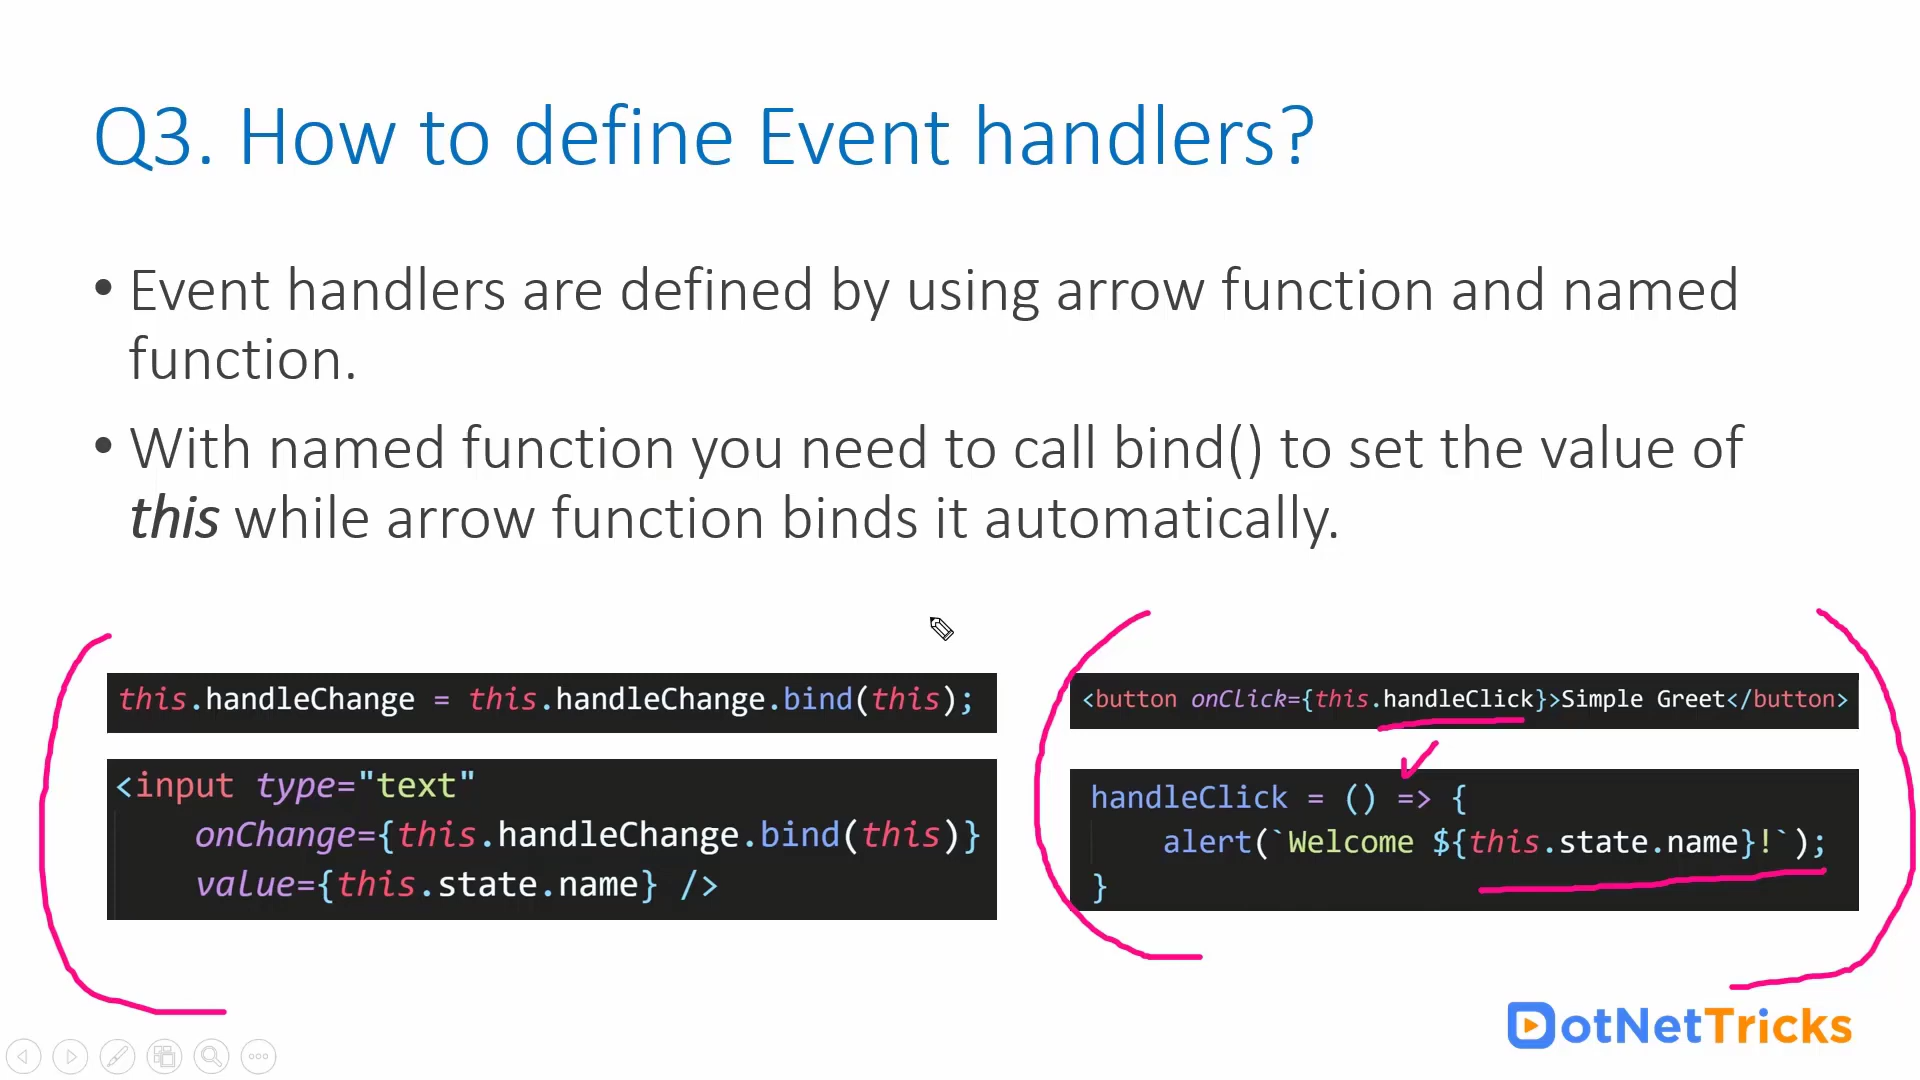 Q3. How to define Event handlers?
• Event handlers are defined by using arrow function and named
function.
• With named function you need to call bind() to set the value of
this while arrow function binds it automatically.
this.handleChange = this.handleChange.bind(this);
<input type="text"
onChange={this.handleChange.bind(this)}
value={this.state.name} />
<button onClick={this.handleClick}>Simple Greet</button>
handleClick = () => {
alert(`Welcome ${this.state.name}!`);
}
DotNetTricks